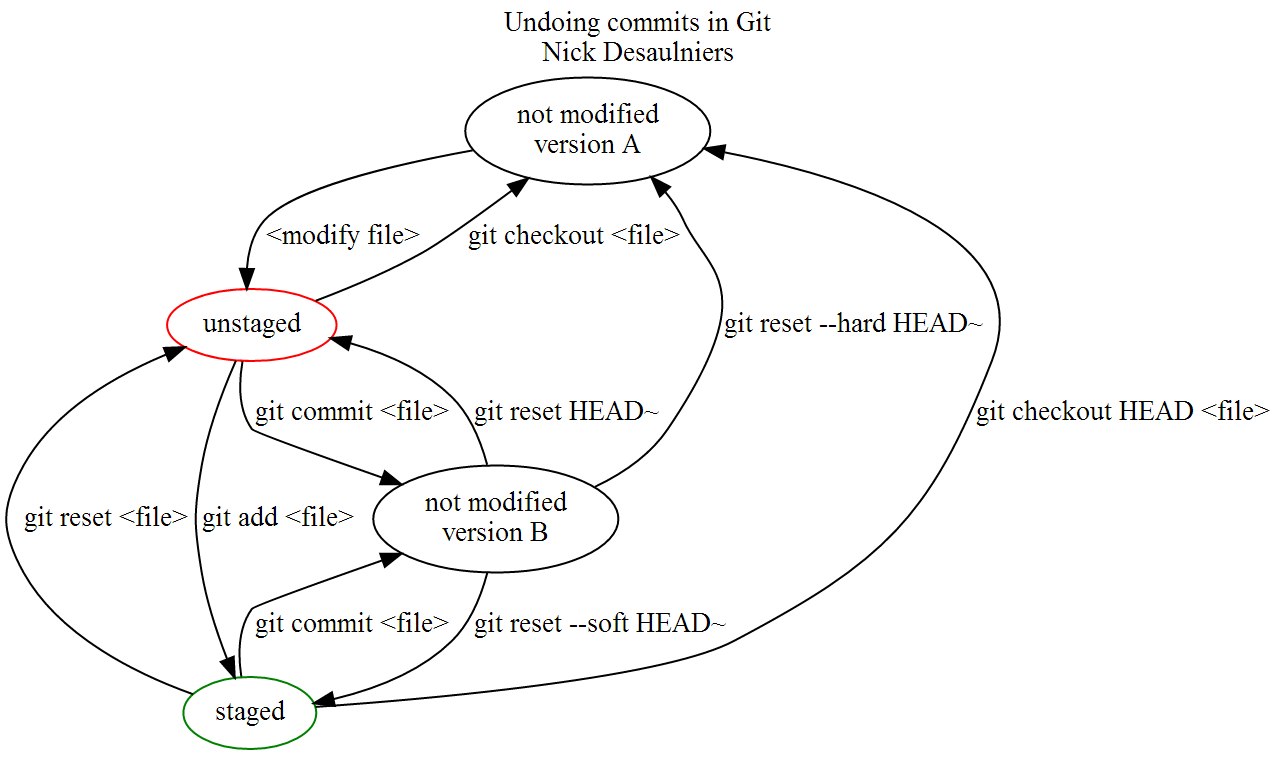 Undoing commits in Git
Nick Desaulniers
not modified
version A
<modify file>
git checkout <file>
unstaged
git reset --hard HEAD~
git commit <file>
git reset HEAD~
git checkout HEAD <file>
not modified
version B
git reset <file>
git add <file>
git commit <file>
git reset --soft HEAD~
staged